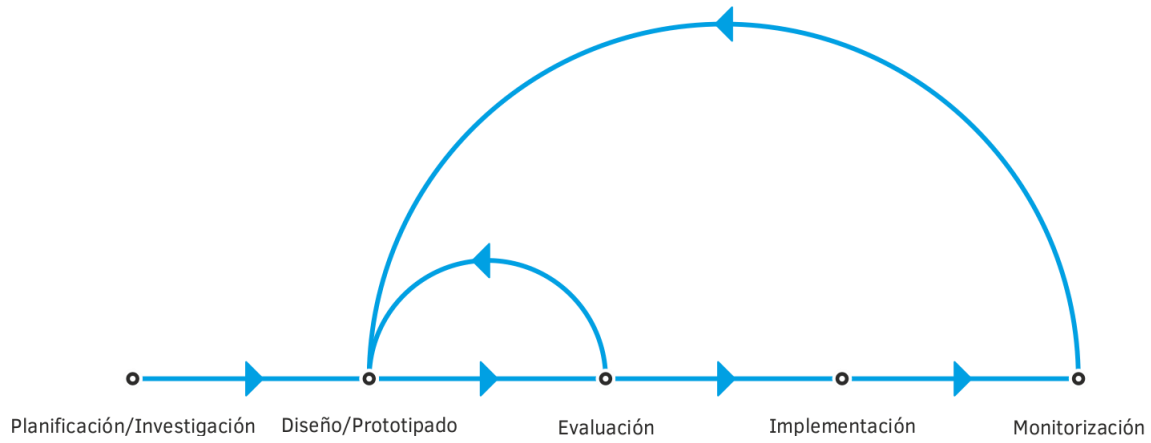 Planificación/Investigación
Diseño/Prototipado
Evaluación
Implementación
Monitorización